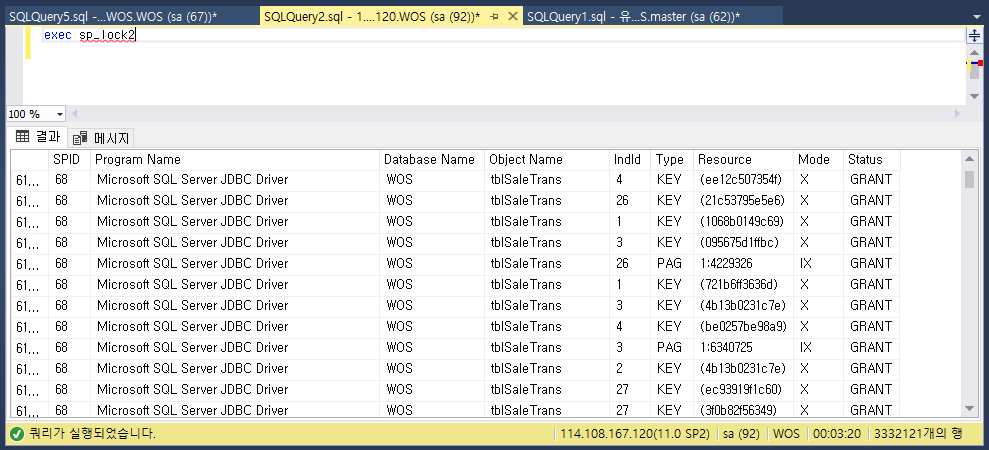 SQLQuery5.sql -...WOS.WOS (sa (67))* SQLQuery2.sql - 1....120.WOS (sa (92))* SQLQuery1.sql - 유...S.master (sa (62))*
exec sp_lock2
100 %
결과 메시지
SPID Program Name Database Name Object Name IndId Type Resource Mode Status
61... 68 Microsoft SQL Server JDBC Driver WOS tblSaleTrans 4 KEY (ee12c507354f) X GRANT
61... 68 Microsoft SQL Server JDBC Driver WOS tblSaleTrans 26 KEY (21c53795e5e6) X GRANT
61... 68 Microsoft SQL Server JDBC Driver WOS tblSaleTrans 1 KEY (1068b0149c69) X GRANT
61... 68 Microsoft SQL Server JDBC Driver WOS tblSaleTrans 3 KEY (095675d1ffbc) X GRANT
61... 68 Microsoft SQL Server JDBC Driver WOS tblSaleTrans 26 PAG 1:4229326 IX GRANT
61... 68 Microsoft SQL Server JDBC Driver WOS tblSaleTrans 1 KEY (721b6ff3636d) X GRANT
61... 68 Microsoft SQL Server JDBC Driver WOS tblSaleTrans 3 KEY (4b13b0231c7e) X GRANT
61... 68 Microsoft SQL Server JDBC Driver WOS tblSaleTrans 4 KEY (be0257be98a9) X GRANT
61... 68 Microsoft SQL Server JDBC Driver WOS tblSaleTrans 3 PAG 1:6340725 IX GRANT
61... 68 Microsoft SQL Server JDBC Driver WOS tblSaleTrans 2 KEY (4b13b0231c7e) X GRANT
61... 68 Microsoft SQL Server JDBC Driver WOS tblSaleTrans 27 KEY (ec93919f1c60) X GRANT
61... 68 Microsoft SQL Server JDBC Driver WOS tblSaleTrans 27 KEY (3f0b82f56349) X GRANT
쿼리가 실행되었습니다. 114.108.167.120(11.0 SP2) sa (92) WOS 00:03:20 3332121개의 행